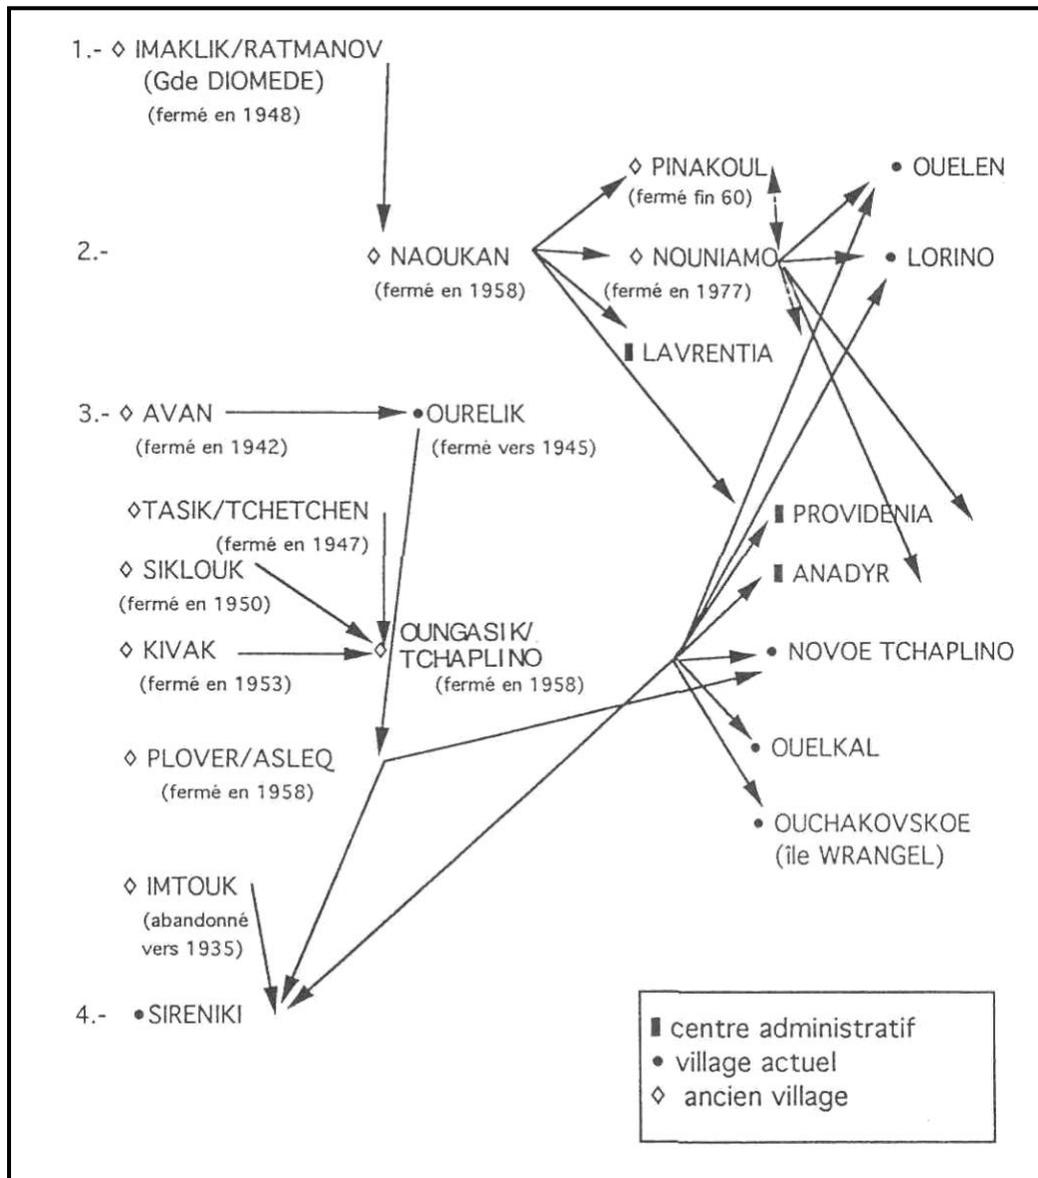 1.- ◊ IMAKLIK/RATMANOV
(Gde DIOMEDE)
(fermé en 1948)
◊ PINAKOUL
(fermé fin 60)
• OUELEN
2.-
◊ NAOUKAN
(fermé en 1958)
◊ NOUNIAMO
(fermé en 1977)
• LORINO
▮ LAVRENTIA
3.- ◊ AVAN
(fermé en 1942)
• OURELIK
(fermé vers 1945)
◊TASIK/TCHETCHEN
(fermé en 1947)
◊ SIKLOUK
(fermé en 1950)
◊ KIVAK
(fermé en 1953)
◊ OUNGASIK/
TCHAPLINO
(fermé en 1958)
▮ PROVIDENIA
▮ ANADYR
• NOVOE TCHAPLINO
◊ PLOVER/ASLEQ
(fermé en 1958)
• OUELKAL
• OUCHAKOVSKOE
(île WRANGEL)
◊ IMTOUK
(abandonné
vers 1935)
4.- •SIRENIKI
▮ centre administratif
• village actuel
◊ ancien village